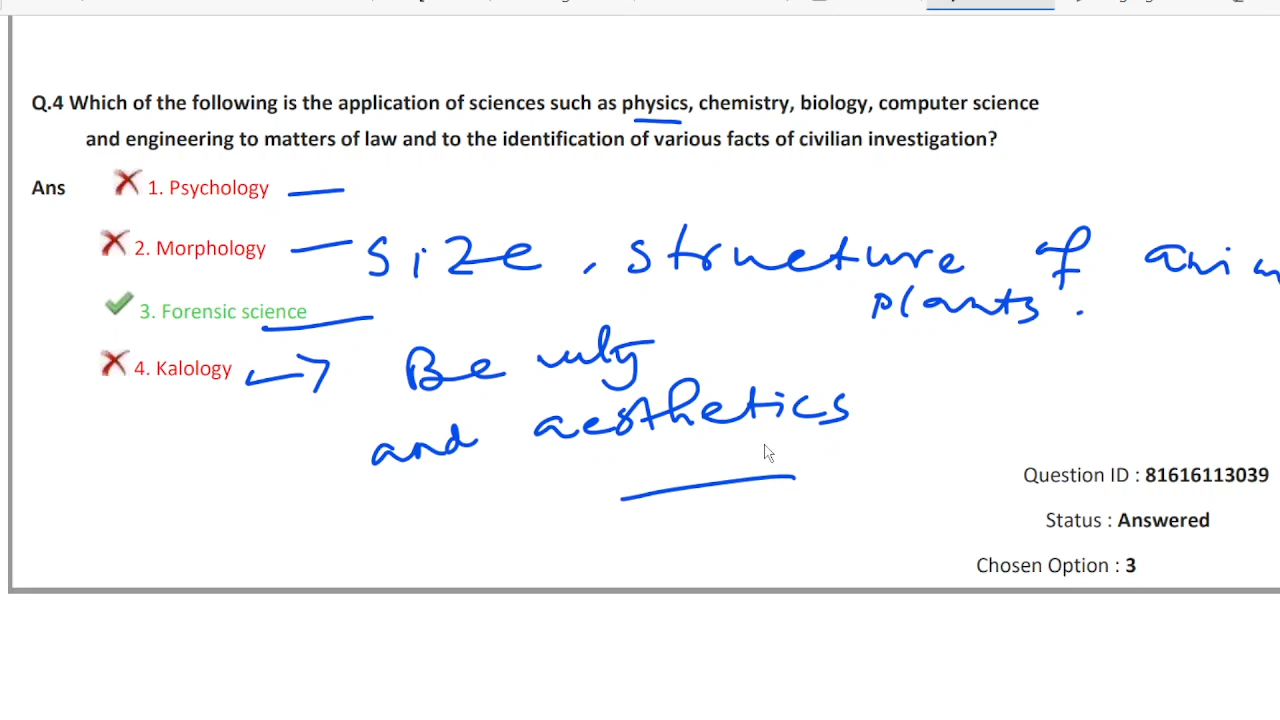 Q.4 Which of the following is the application of sciences such as physics, chemistry, biology, computer science
and engineering to matters of law and to the identification of various facts of civilian investigation?
Ans 1. Psychology
2. Morphology — size, structure of anim
plants.
3. Forensic science
4. Kalology → Be uty
and aesthetics
Question ID : 81616113039
Status : Answered
Chosen Option : 3